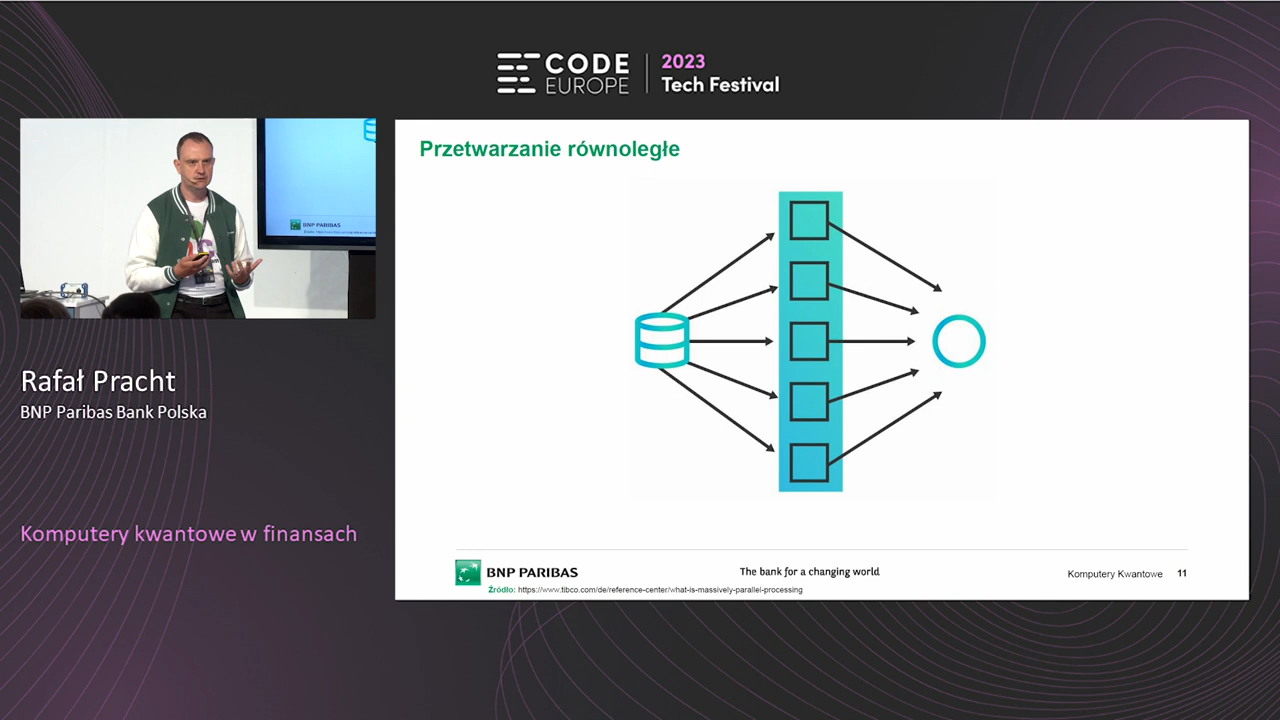 CODE
EUROPE
2023
Tech Festival
Przetwarzanie równoległe
BNP PARIBAS
Rafał Pracht
BNP Paribas Bank Polska
Komputery kwantowe w finansach
BNP PARIBAS
The bank for a changing world
Komputery Kwantowe 11
Źródło: https://www.tibco.com/de/reference-center/what-is-massively-parallel-processing